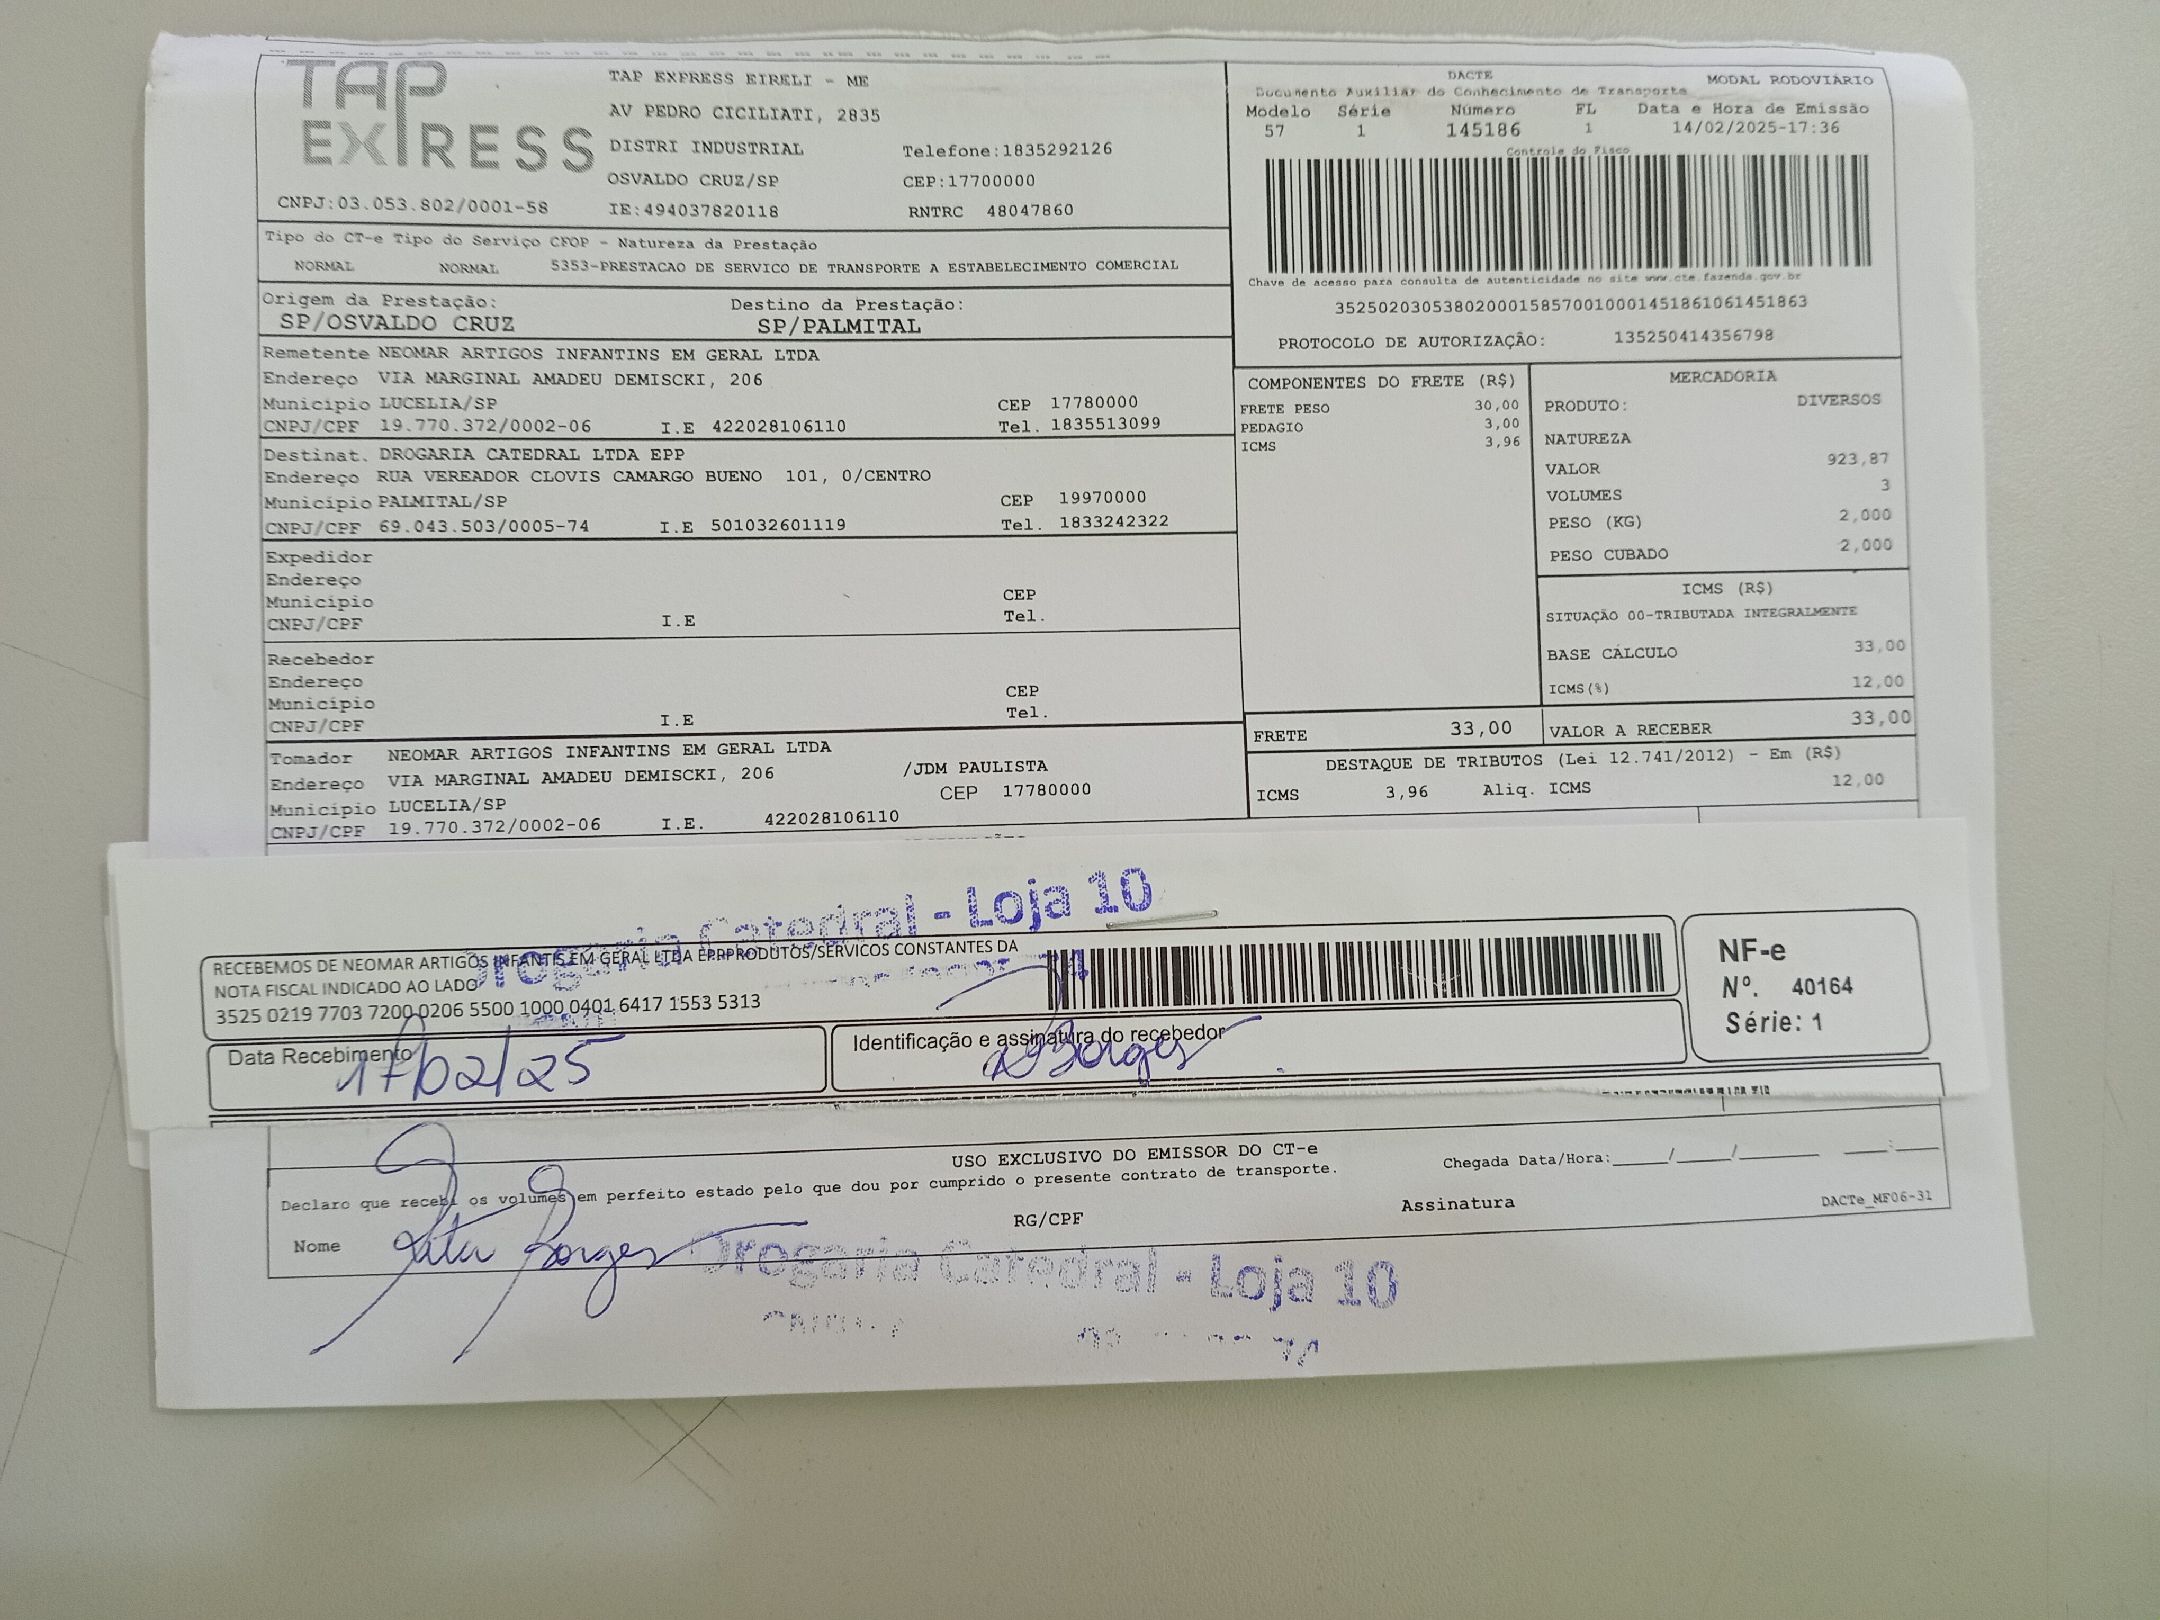 TAP EXPRESS
TAP EXPRESS EIRELI - ME
AV PEDRO CICILIATI, 2835
DISTRI INDUSTRIAL Telefone:1835292126
OSVALDO CRUZ/SP CEP:17700000
CNPJ:03.053.802/0001-58 IE:494037820118 RNTRC 48047860
DACTE MODAL RODOVIÁRIO
Documento Auxiliar do Conhecimento de Transporte
Modelo Série Número FL Data e Hora de Emissão
57 1 145186 1 14/02/2025-17:36
Controle do Fisco
Chave de acesso para consulta de autenticidade no site www.cte.fazenda.gov.br
35250203053802000158570010001451861061451863
PROTOCOLO DE AUTORIZAÇÃO: 135250414356798
Tipo do CT-e Tipo do Serviço CFOP - Natureza da Prestação
NORMAL NORMAL 5353-PRESTACAO DE SERVICO DE TRANSPORTE A ESTABELECIMENTO COMERCIAL
Origem da Prestação: Destino da Prestação:
SP/OSVALDO CRUZ SP/PALMITAL
Remetente NEOMAR ARTIGOS INFANTINS EM GERAL LTDA
Endereço VIA MARGINAL AMADEU DEMISCKI, 206
Município LUCELIA/SP CEP 17780000
CNPJ/CPF 19.770.372/0002-06 I.E 422028106110 Tel. 1835513099
Destinat. DROGARIA CATEDRAL LTDA EPP
Endereço RUA VEREADOR CLOVIS CAMARGO BUENO 101, 0/CENTRO
Município PALMITAL/SP CEP 19970000
CNPJ/CPF 69.043.503/0005-74 I.E 501032601119 Tel. 1833242322
Expedidor
Endereço
Município CEP
CNPJ/CPF I.E Tel.
Recebedor
Endereço
Município CEP
CNPJ/CPF I.E Tel.
Tomador NEOMAR ARTIGOS INFANTINS EM GERAL LTDA
Endereço VIA MARGINAL AMADEU DEMISCKI, 206 /JDM PAULISTA
Município LUCELIA/SP CEP 17780000
CNPJ/CPF 19.770.372/0002-06 I.E. 422028106110
COMPONENTES DO FRETE (R$)
FRETE PESO 30,00
PEDAGIO 3,00
ICMS 3,96
MERCADORIA
PRODUTO: DIVERSOS
NATUREZA
VALOR 923,87
VOLUMES 3
PESO (KG) 2,000
PESO CUBADO 2,000
ICMS (R$)
SITUAÇÃO 00-TRIBUTADA INTEGRALMENTE
BASE CÁLCULO 33,00
ICMS(%) 12,00
FRETE 33,00 VALOR A RECEBER 33,00
DESTAQUE DE TRIBUTOS (Lei 12.741/2012) - Em (R$)
ICMS 3,96 Aliq. ICMS 12,00
Drogaria Catedral - Loja 10
RECEBEMOS DE NEOMAR ARTIGOS INFANTIS EM GERAL LTDA EPPPRODUTOS/SERVICOS CONSTANTES DA
NOTA FISCAL INDICADO AO LADO
3525 0219 7703 7200 0206 5500 1000 0401 6417 1553 5313
NF-e
Nº. 40164
Série: 1
Data Recebimento
17/02/25
Identificação e assinatura do recebedor
Borges
USO EXCLUSIVO DO EMISSOR DO CT-e
Declaro que recebi os volumes em perfeito estado pelo que dou por cumprido o presente contrato de transporte.
Chegada Data/Hora:_____/_____/________ ____:____
Nome Rita Borges RG/CPF Assinatura DACTe_MF06-31
Drogaria Catedral - Loja 10